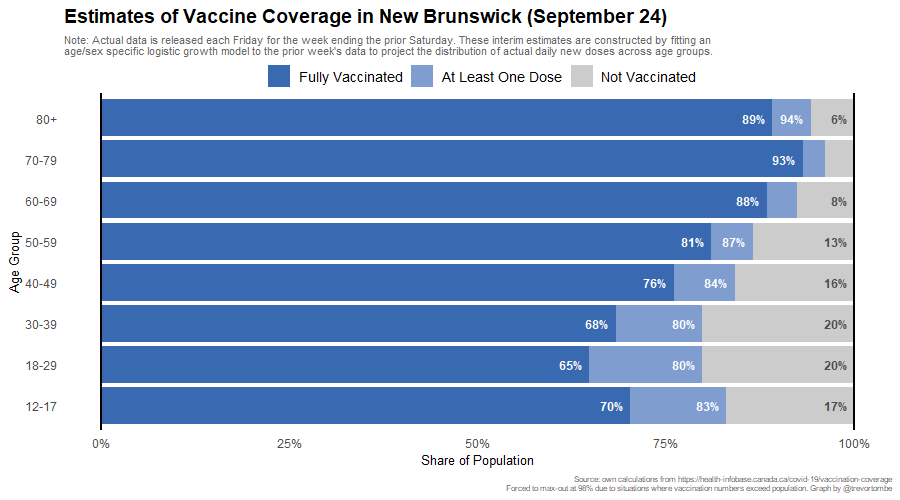 Estimates of Vaccine Coverage in New Brunswick (September 24)
Note: Actual data is released each Friday for the week ending the prior Saturday. These interim estimates are constructed by fitting an
age/sex specific logistic growth model to the prior week's data to project the distribution of actual daily new doses across age groups.
Fully Vaccinated At Least One Dose Not Vaccinated
80+ 89% 94% 6%
70-79 93%
60-69 88% 8%
50-59 81% 87% 13%
Age Group
40-49 76% 84% 16%
30-39 68% 80% 20%
18-29 65% 80% 20%
12-17 70% 83% 17%
0% 25% 50% 75% 100%
Share of Population
Source: own calculations from https://health-infobase.canada.ca/covid-19/vaccination-coverage
Forced to max-out at 98% due to situations where vaccination numbers exceed population. Graph by @trevortombe